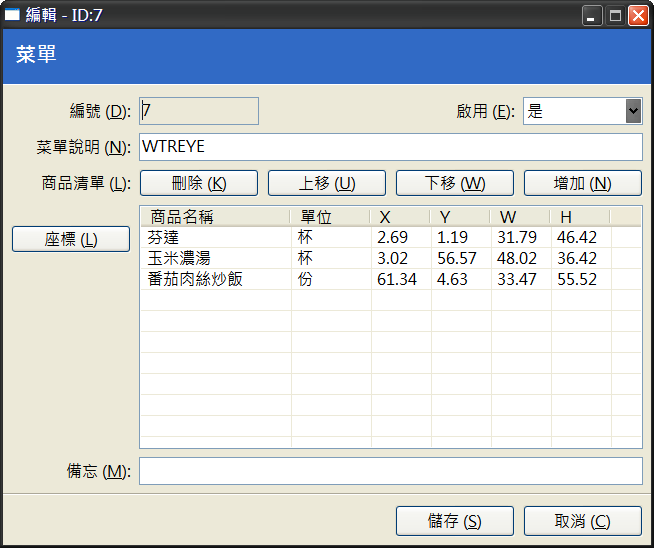 編輯 - ID:7
菜單
編號 (D): 7 啟用 (E): 是
菜單說明 (N): WTREYE
商品清單 (L): 刪除 (K) 上移 (U) 下移 (W) 增加 (N)
座標 (L)
商品名稱 單位 X Y W H
芬達 杯 2.69 1.19 31.79 46.42
玉米濃湯 杯 3.02 56.57 48.02 36.42
番茄肉絲炒飯 份 61.34 4.63 33.47 55.52
備忘 (M):
儲存 (S) 取消 (C)